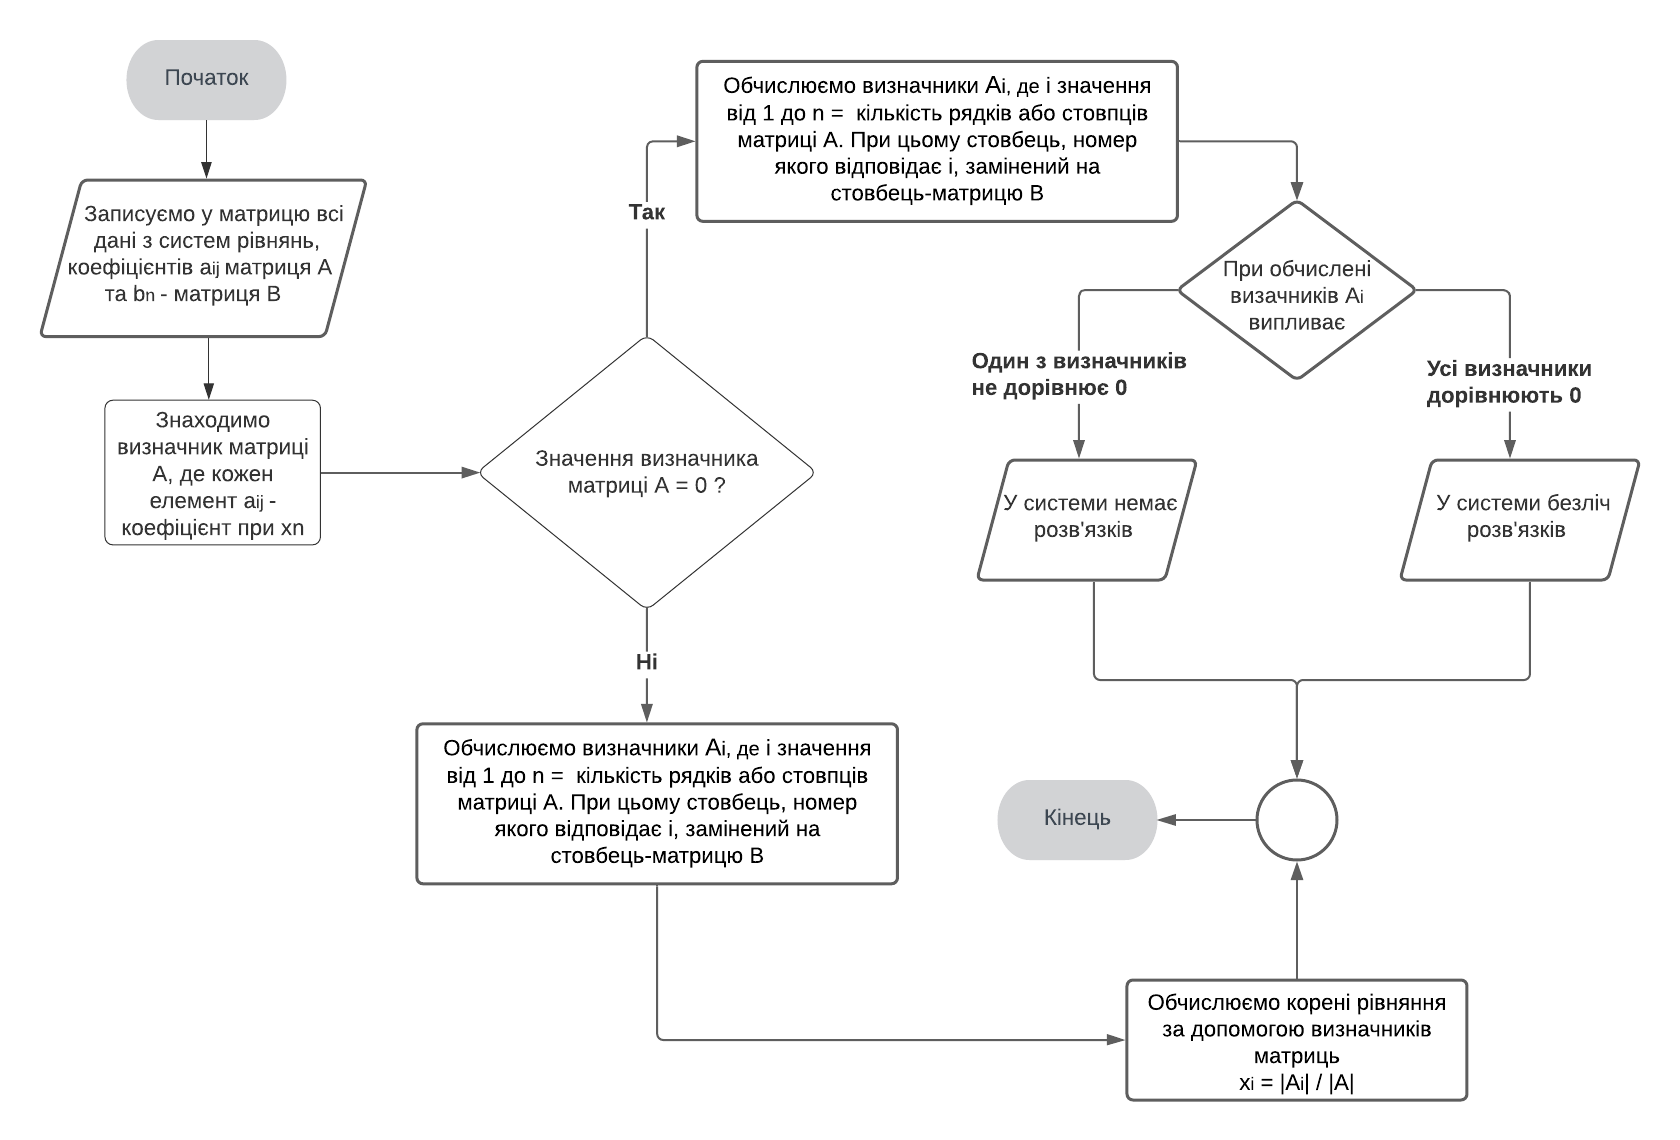 Початок
Записуємо у матрицю всі
дані з систем рівнянь,
коефіцієнтів aij матриця A
та bn - матриця B
Знаходимо
визначник матриці
A, де кожен
елемент aij -
коефіцієнт при xn
Значення визначника
матриці A = 0 ?
Так
Обчислюємо визначники Ai, де і значення
від 1 до n =  кількість рядків або стовпців
матриці А. При цьому стовбець, номер
якого відповідає і, замінений на
стовбець-матрицю B
При обчислені
визачників Ai
випливає
Один з визначників
не дорівнює 0
Усі визначники
дорівнюють 0
У системи немає
розв'язків
У системи безліч
розв'язків
Ні
Обчислюємо визначники Ai, де і значення
від 1 до n =  кількість рядків або стовпців
матриці А. При цьому стовбець, номер
якого відповідає і, замінений на
стовбець-матрицю B
Кінець
Обчислюємо корені рівняння
за допомогою визначників
матриць
xi = |Ai| / |A|